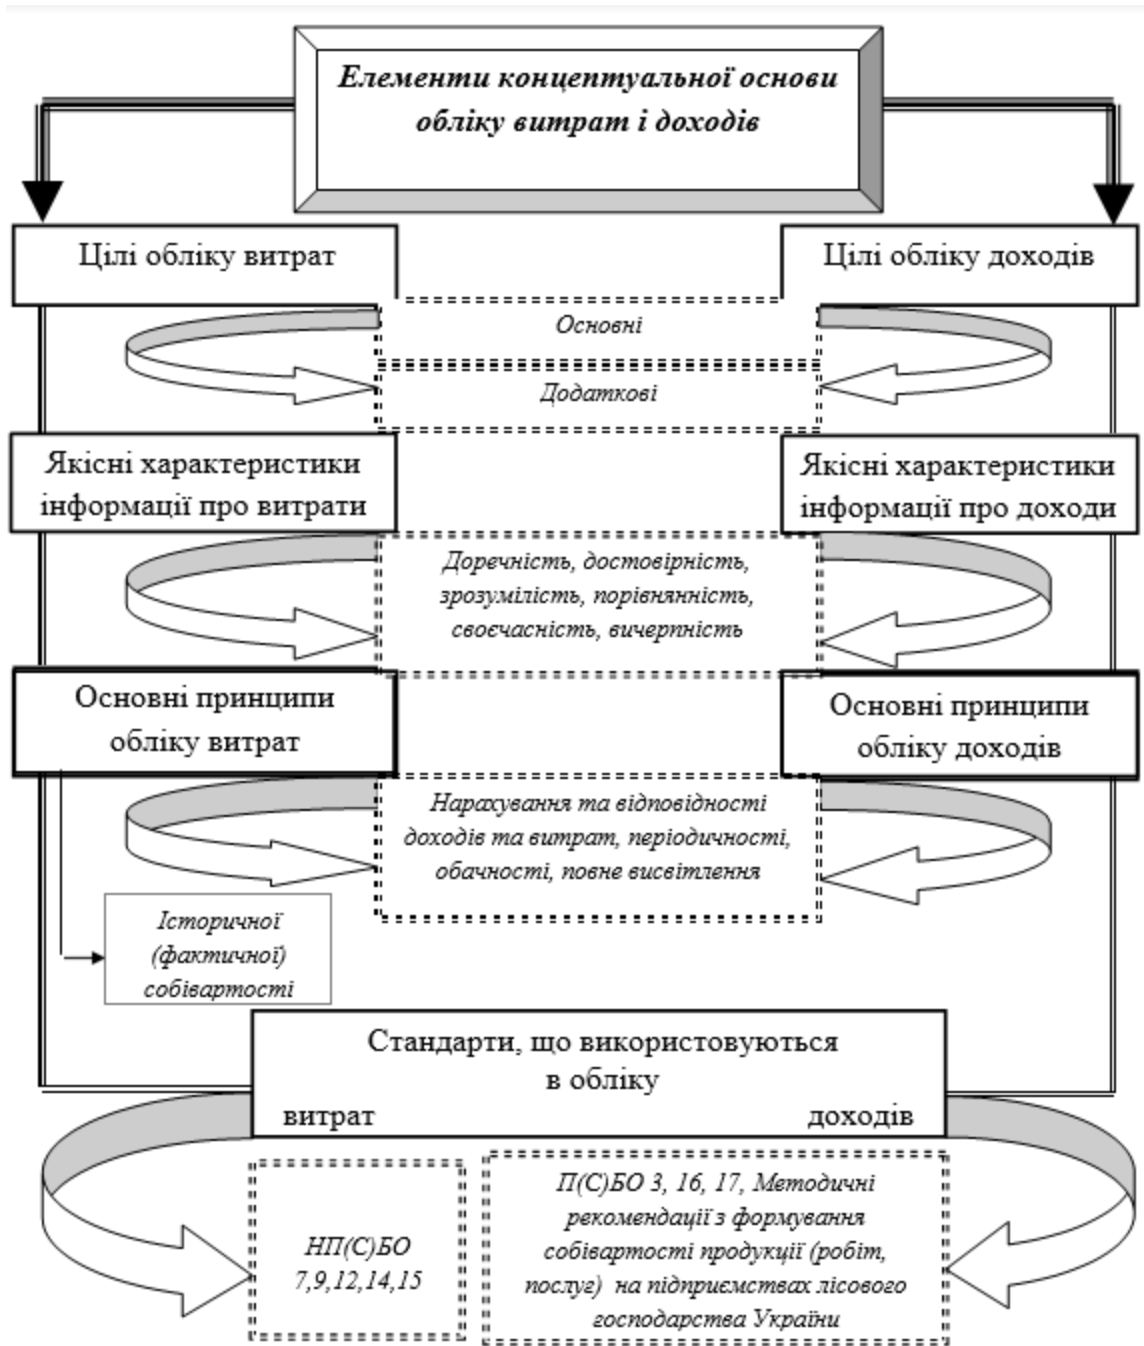 Елементи концептуальної основи
обліку витрат і доходів
Цілі обліку витрат
Цілі обліку доходів
Основні
Додаткові
Якісні характеристики
інформації про витрати
Якісні характеристики
інформації про доходи
Доречність, достовірність,
зрозумілість, порівнянність,
своєчасність, вичерпність
Основні принципи
обліку витрат
Основні принципи
обліку доходів
Нарахування та відповідності
доходів та витрат, періодичності,
обачності, повне висвітлення
Історичної
(фактичної)
собівартості
Стандарти, що використовуються
в обліку
витрат доходів
НП(С)БО
7,9,12,14,15
П(С)БО 3, 16, 17, Методичні
рекомендації з формування
собівартості продукції (робіт,
послуг) на підприємствах лісового
господарства України